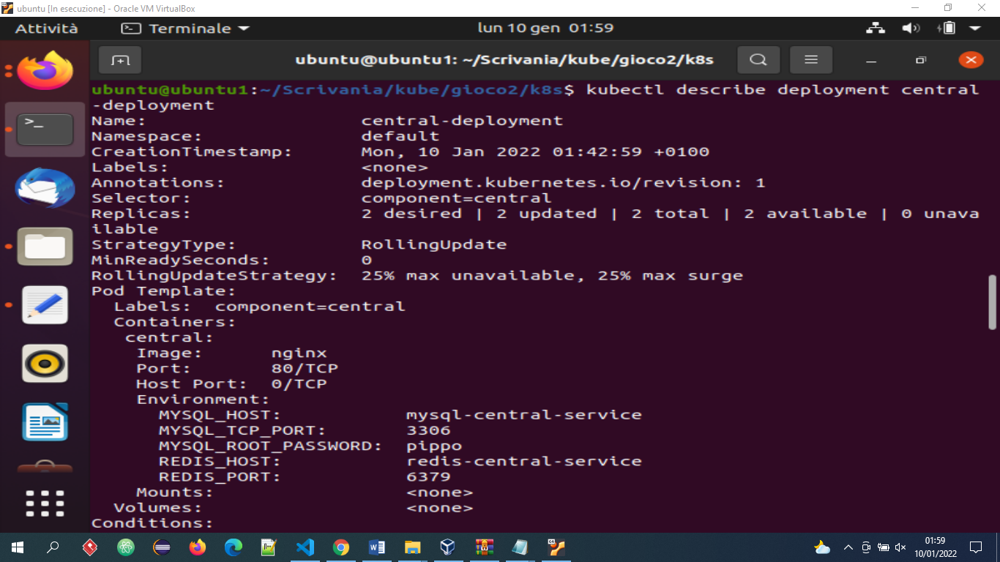 ubuntu [In esecuzione] - Oracle VM VirtualBox
Attività
Terminale
lun 10 gen 01:59
ubuntu@ubuntu1: ~/Scrivania/kube/gioco2/k8s
ubuntu@ubuntu1:~/Scrivania/kube/gioco2/k8s$ kubectl describe deployment central
-deployment
Name: central-deployment
Namespace: default
CreationTimestamp: Mon, 10 Jan 2022 01:42:59 +0100
Labels: <none>
Annotations: deployment.kubernetes.io/revision: 1
Selector: component=central
Replicas: 2 desired | 2 updated | 2 total | 2 available | 0 unava
ilable
StrategyType: RollingUpdate
MinReadySeconds: 0
RollingUpdateStrategy: 25% max unavailable, 25% max surge
Pod Template:
Labels: component=central
Containers:
central:
Image: nginx
Port: 80/TCP
Host Port: 0/TCP
Environment:
MYSQL_HOST: mysql-central-service
MYSQL_TCP_PORT: 3306
MYSQL_ROOT_PASSWORD: pippo
REDIS_HOST: redis-central-service
REDIS_PORT: 6379
Mounts: <none>
Volumes: <none>
Conditions:
01:59
10/01/2022